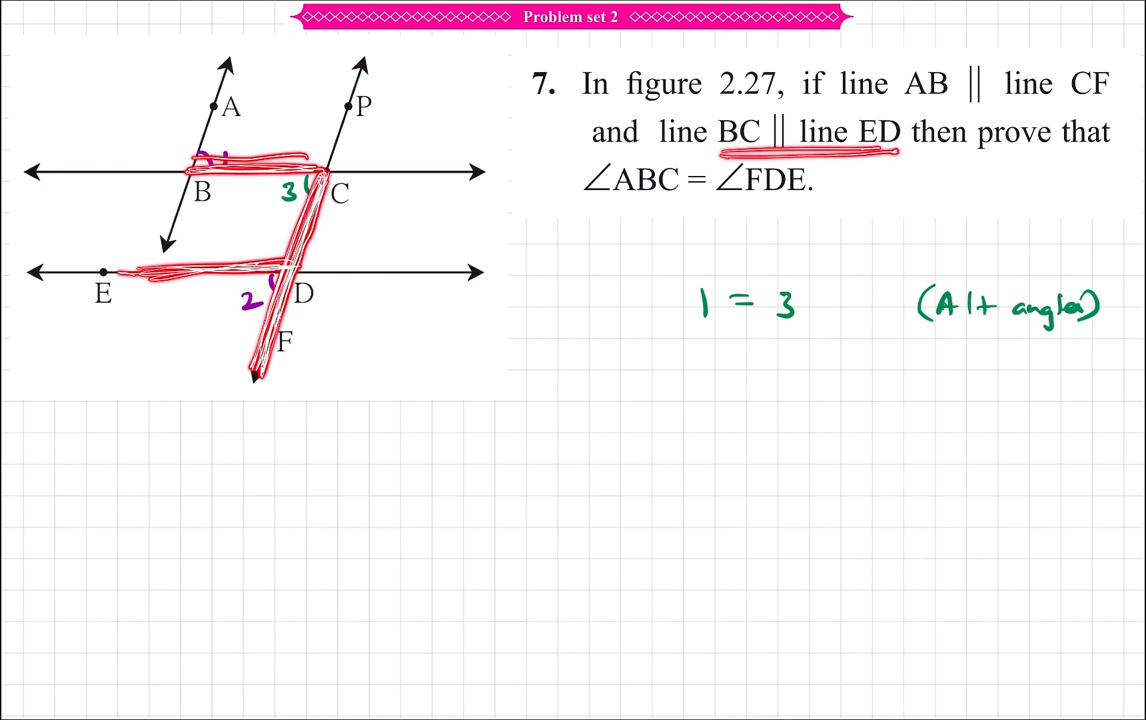 Problem set 2
A
P
7. In figure 2.27, if line AB || line CF
and line BC || line ED then prove that
∠ABC = ∠FDE.
1
B
3
C
E
2
D
F
1 = 3 (Alt angles)